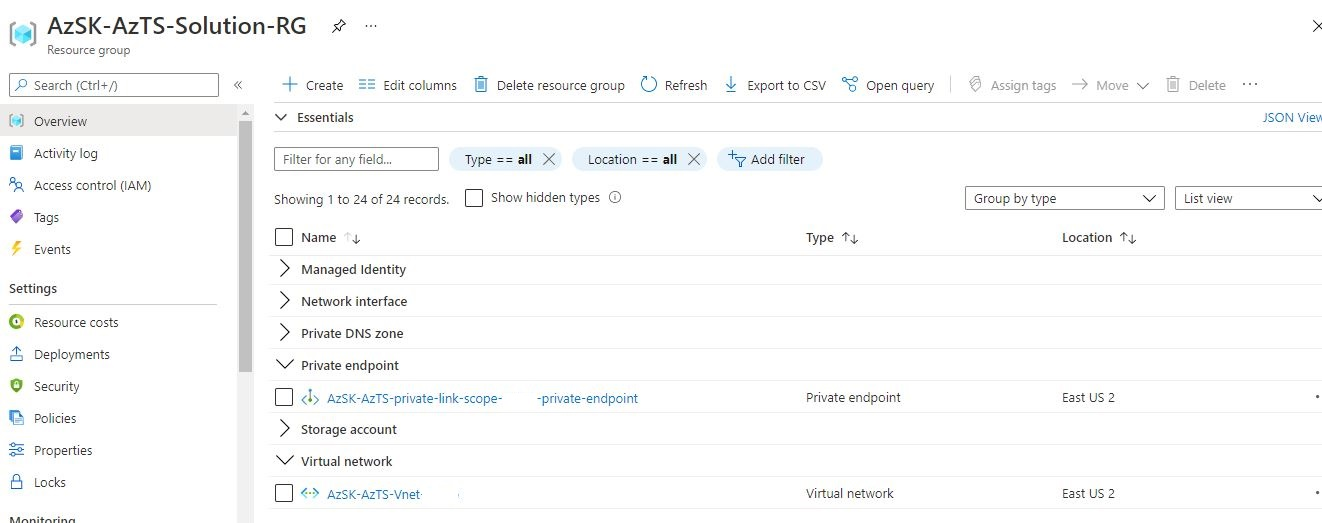 AzSK-AzTS-Solution-RG
Resource group
Search (Ctrl+/)
Overview
Activity log
Access control (IAM)
Tags
Events
Settings
Resource costs
Deployments
Security
Policies
Properties
Locks
Monitoring
Create Edit columns Delete resource group Refresh Export to CSV Open query Assign tags Move Delete
Essentials JSON View
Filter for any field... Type == all Location == all Add filter
Showing 1 to 24 of 24 records. Show hidden types Group by type List view
Name Type Location
Managed Identity
Network interface
Private DNS zone
Private endpoint
AzSK-AzTS-private-link-scope- -private-endpoint Private endpoint East US 2
Storage account
Virtual network
AzSK-AzTS-Vnet Virtual network East US 2